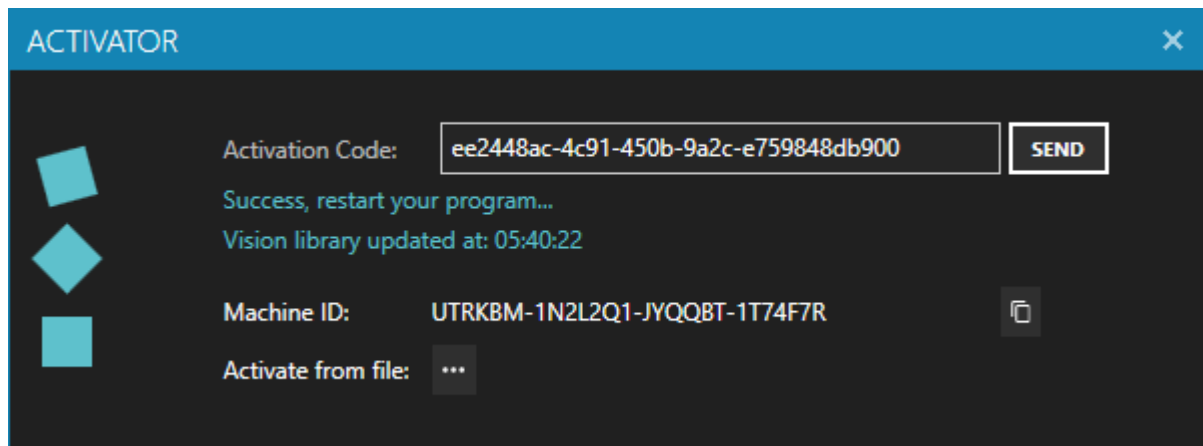 ACTIVATOR
Activation Code: ee2448ac-4c91-450b-9a2c-e759848db900 SEND
Success, restart your program...
Vision library updated at: 05:40:22
Machine ID: UTRKBM-1N2L2Q1-JYQQBT-1T74F7R
Activate from file: ...